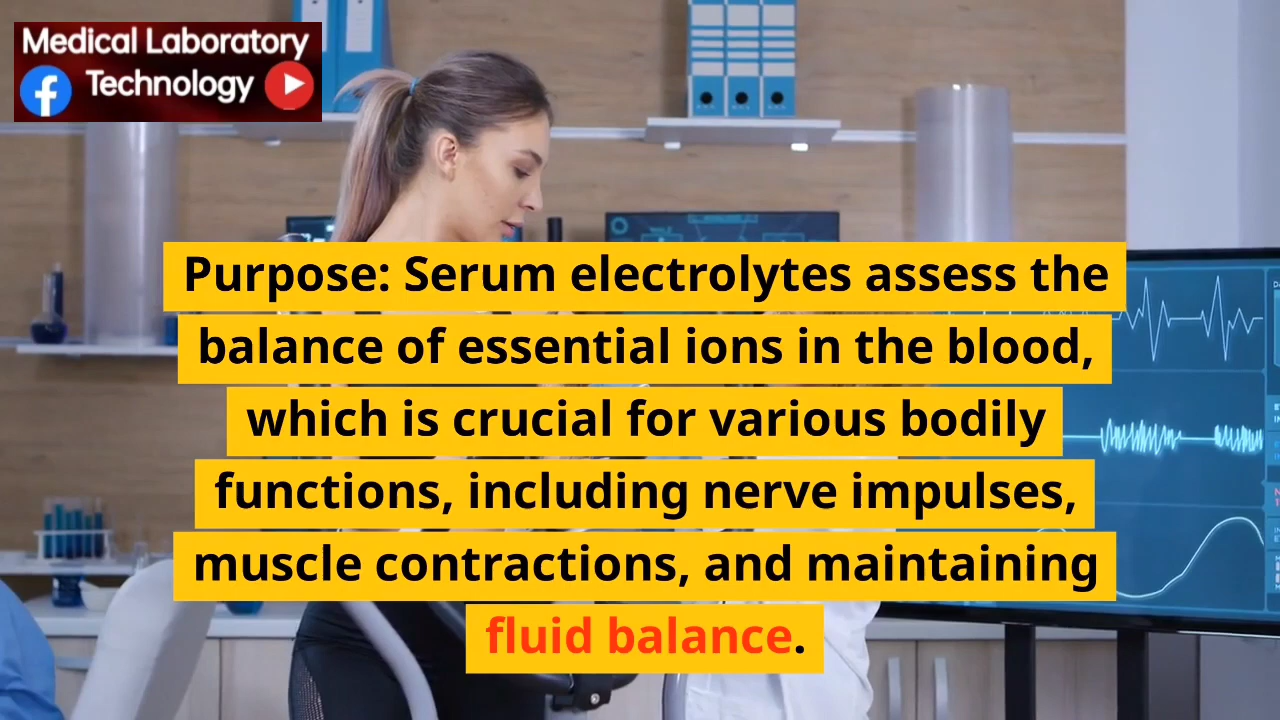 Medical Laboratory
Technology
Purpose: Serum electrolytes assess the
balance of essential ions in the blood,
which is crucial for various bodily
functions, including nerve impulses,
muscle contractions, and maintaining
fluid balance.